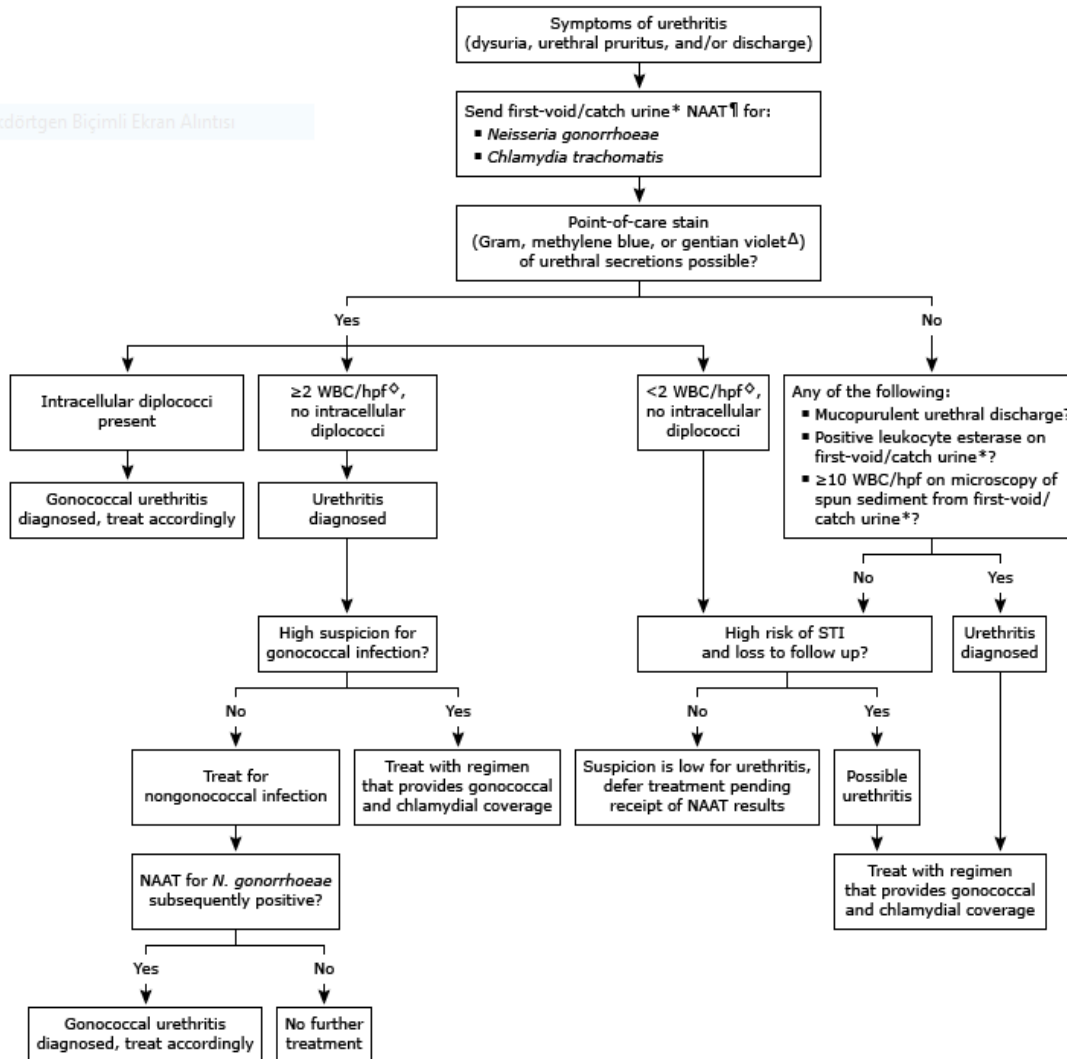 Symptoms of urethritis
(dysuria, urethral pruritus, and/or discharge)
Send first-void/catch urine* NAAT¶ for:
▪ Neisseria gonorrhoeae
▪ Chlamydia trachomatis
Biçimli Ekran Alıntısı
Point-of-care stain
(Gram, methylene blue, or gentian violetΔ)
of urethral secretions possible?
Yes
No
Intracellular diplococci
present
≥2 WBC/hpf◊,
no intracellular
diplococci
<2 WBC/hpf◊,
no intracellular
diplococci
Any of the following:
▪ Mucopurulent urethral discharge?
▪ Positive leukocyte esterase on
first-void/catch urine*?
▪ ≥10 WBC/hpf on microscopy of
spun sediment from first-void/
catch urine*?
Gonococcal urethritis
diagnosed, treat accordingly
Urethritis
diagnosed
No
Yes
High suspicion for
gonococcal infection?
High risk of STI
and loss to follow up?
Urethritis
diagnosed
No
Yes
No
Yes
Treat for
nongonococcal infection
Treat with regimen
that provides gonococcal
and chlamydial coverage
Suspicion is low for urethritis,
defer treatment pending
receipt of NAAT results
Possible
urethritis
NAAT for N. gonorrhoeae
subsequently positive?
Treat with regimen
that provides gonococcal
and chlamydial coverage
Yes
No
Gonococcal urethritis
diagnosed, treat accordingly
No further
treatment